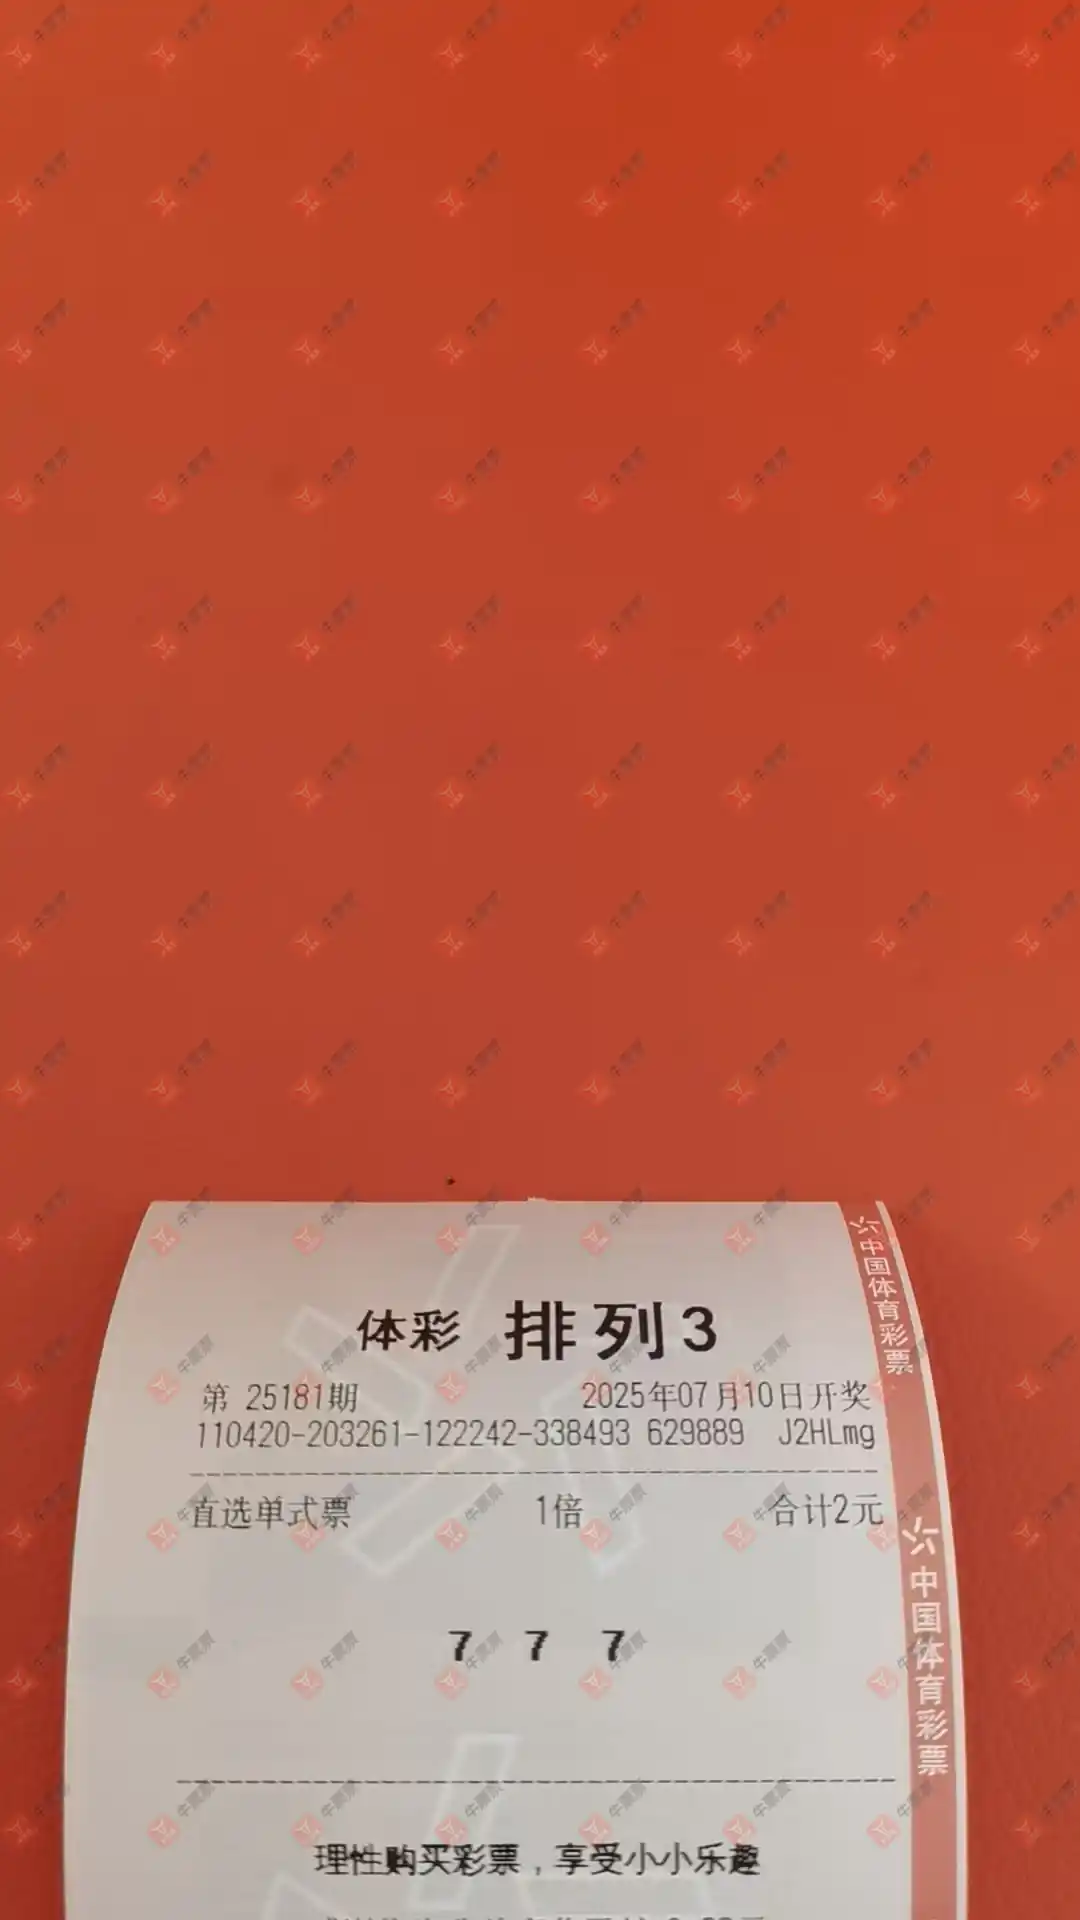 体彩 排列3
第 25181期 2025年07月10日开奖
110420-203261-122242-338493 629889 J2HLmg
直选单式票 1倍 合计2元
7 7 7
理性购买彩票，享受小小乐趣
中国体育彩票
中国体育彩票
牛票票